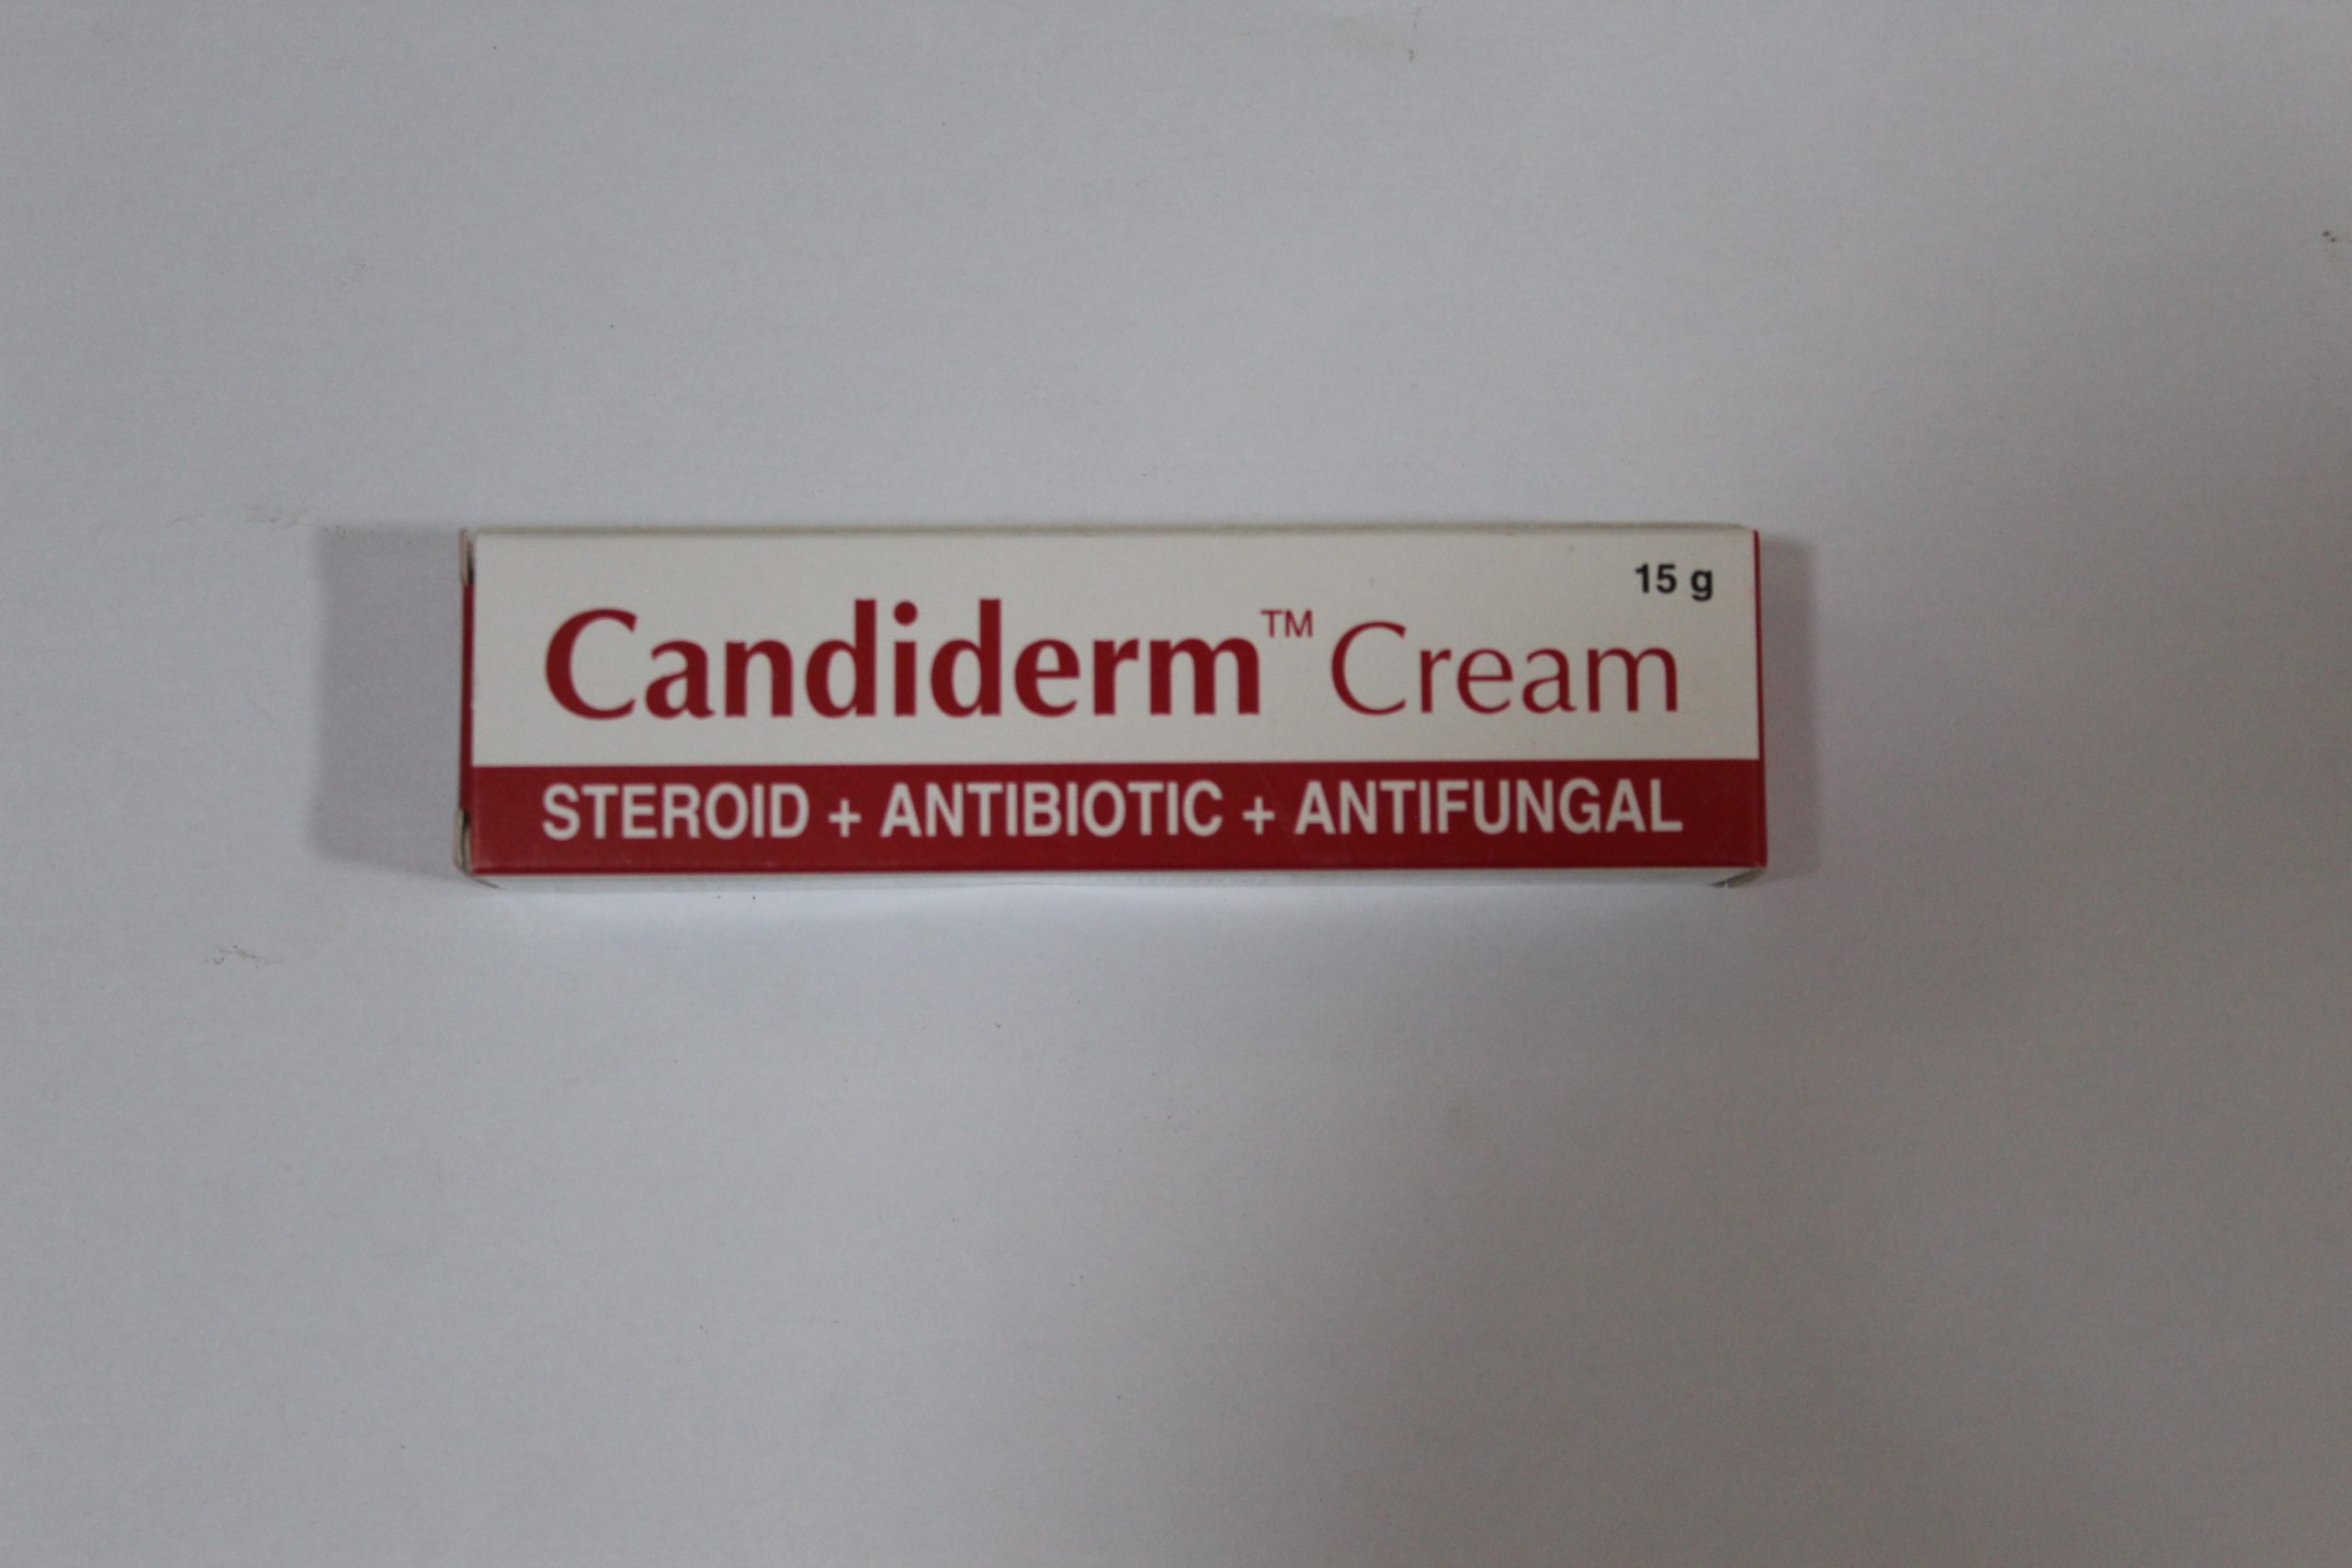 15 g
Candiderm™ Cream
STEROID + ANTIBIOTIC + ANTIFUNGAL